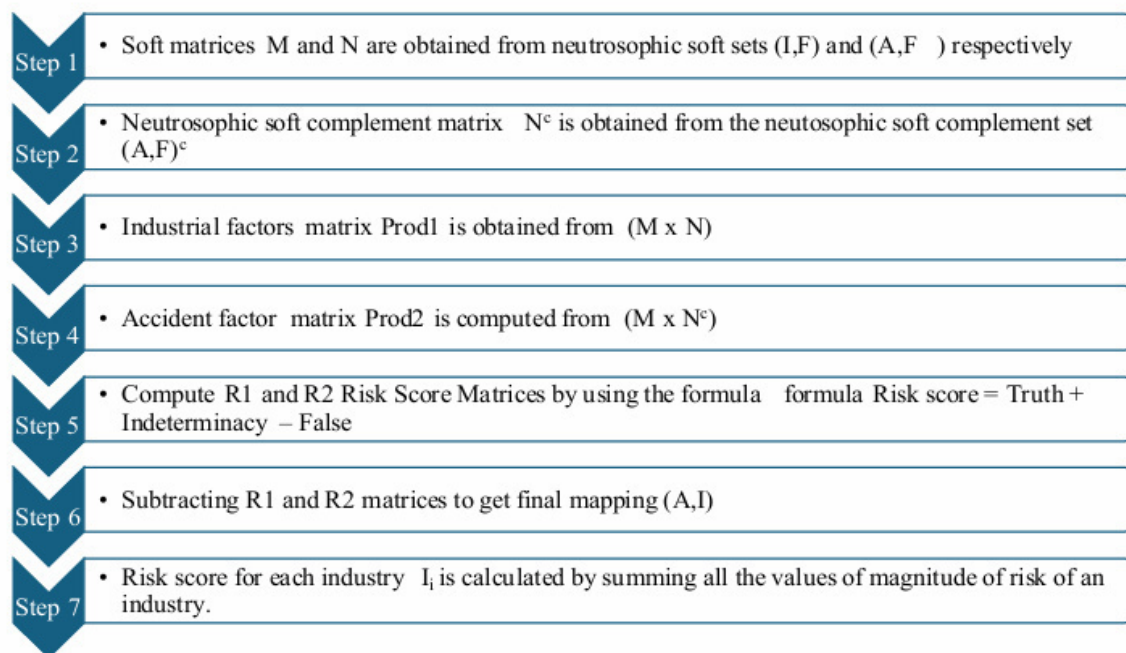 Step 1
• Soft matrices M and N are obtained from neutrosophic soft sets (I,F) and (A,F ) respectively
Step 2
• Neutrosophic soft complement matrix Nᶜ is obtained from the neutosophic soft complement set
(A,F)ᶜ
Step 3
• Industrial factors matrix Prod1 is obtained from (M x N)
Step 4
• Accident factor matrix Prod2 is computed from (M x Nᶜ)
Step 5
• Compute R1 and R2 Risk Score Matrices by using the formula formula Risk score = Truth +
Indeterminacy – False
Step 6
• Subtracting R1 and R2 matrices to get final mapping (A,I)
Step 7
• Risk score for each industry Iᵢ is calculated by summing all the values of magnitude of risk of an
industry.